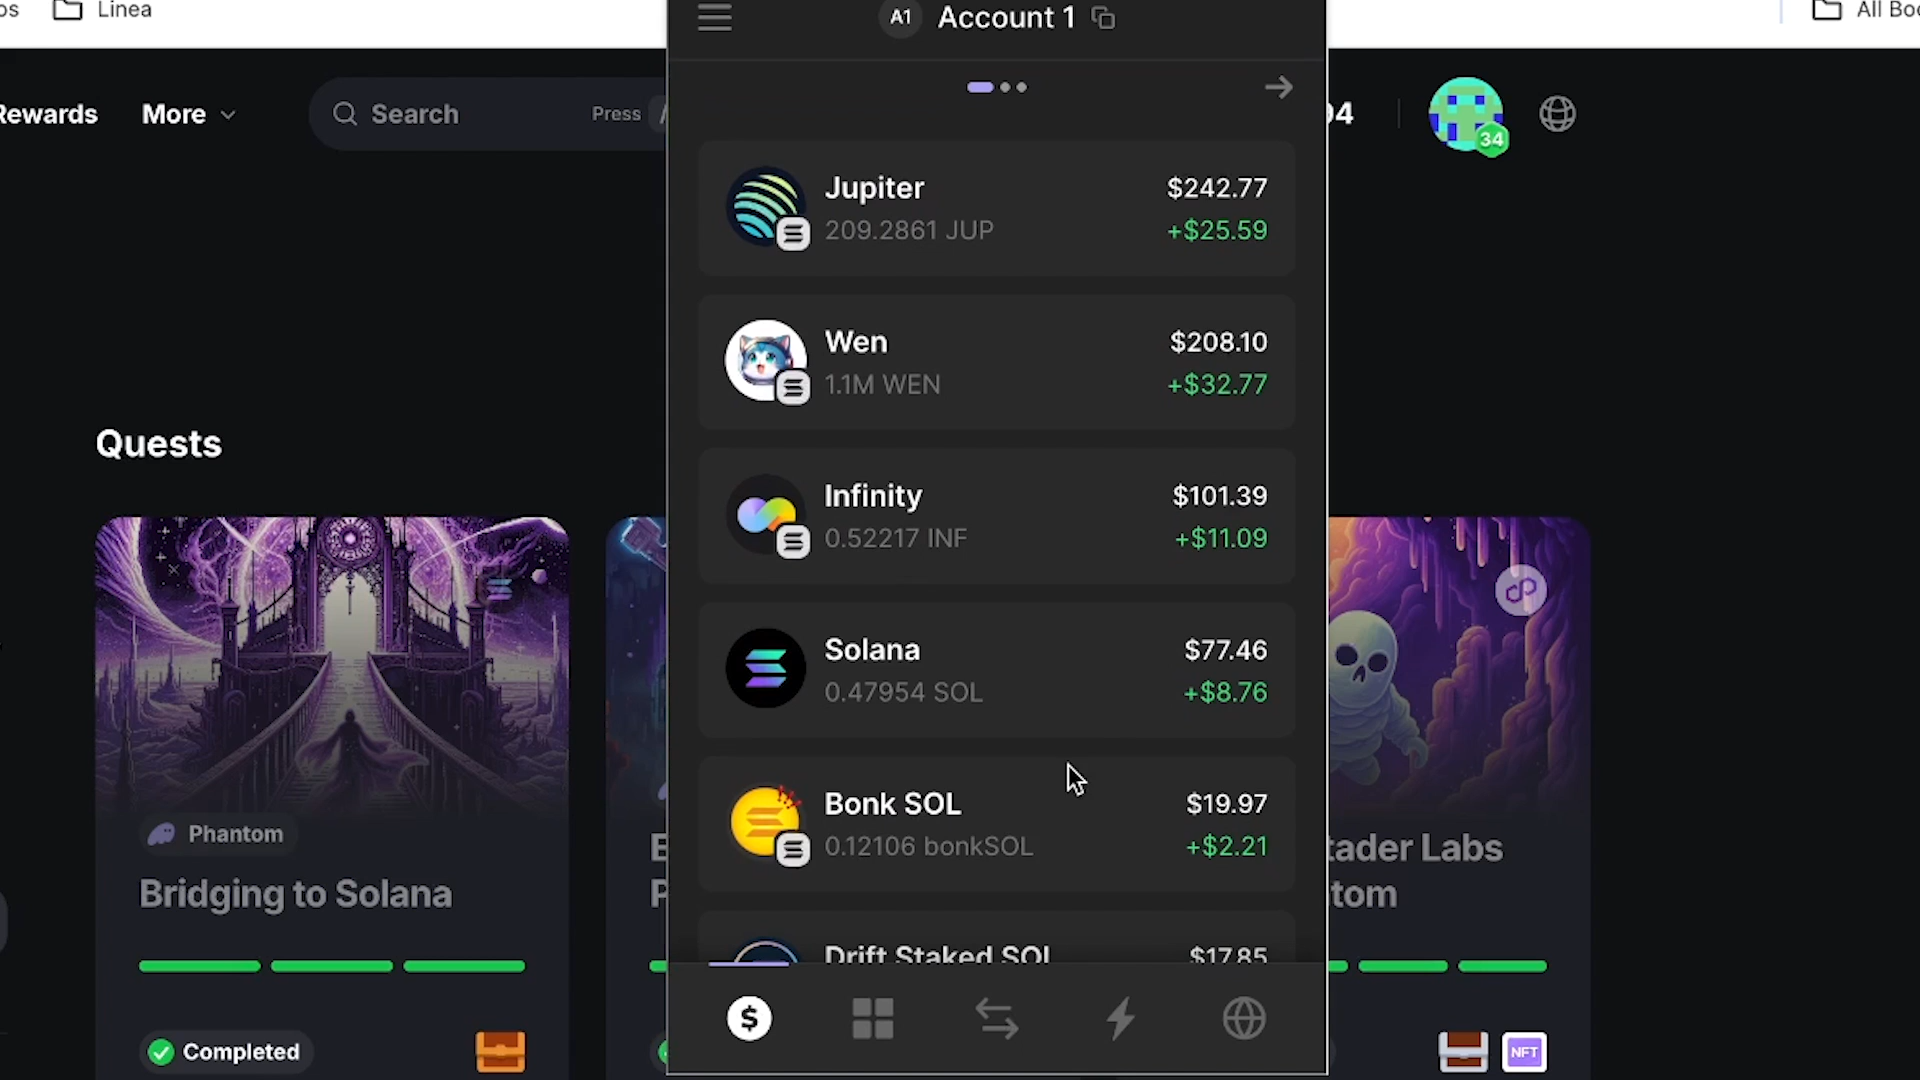 Linea
Account 1
A1
Rewards
More
Search
Press
34
Jupiter
$242.77
209.2861 JUP
+$25.59
Wen
$208.10
1.1M WEN
+$32.77
Quests
Infinity
$101.39
0.52217 INF
+$11.09
Solana
$77.46
0.47954 SOL
+$8.76
Bonk SOL
$19.97
0.12106 bonkSOL
+$2.21
Phantom
Bridging to Solana
Drift Staked SOL
$17.85
Completed
tader Labs
tom
$
NFT